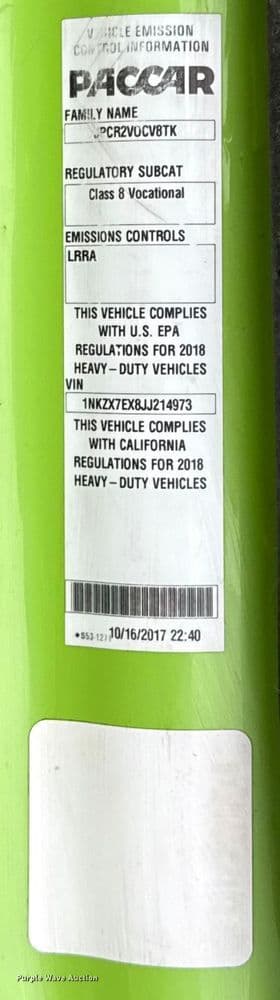 VEHICLE EMISSION
CONTROL INFORMATION
PACCAR
FAMILY NAME
JPCR2VOCV8TK
REGULATORY SUBCAT
Class 8 Vocational
EMISSIONS CONTROLS
LRRA
THIS VEHICLE COMPLIES
WITH U.S. EPA
REGULATIONS FOR 2018
HEAVY-DUTY VEHICLES
VIN
1NKZX7EX8JJ214973
THIS VEHICLE COMPLIES
WITH CALIFORNIA
REGULATIONS FOR 2018
HEAVY-DUTY VEHICLES
10/16/2017 22:40
Purple Wave Auction